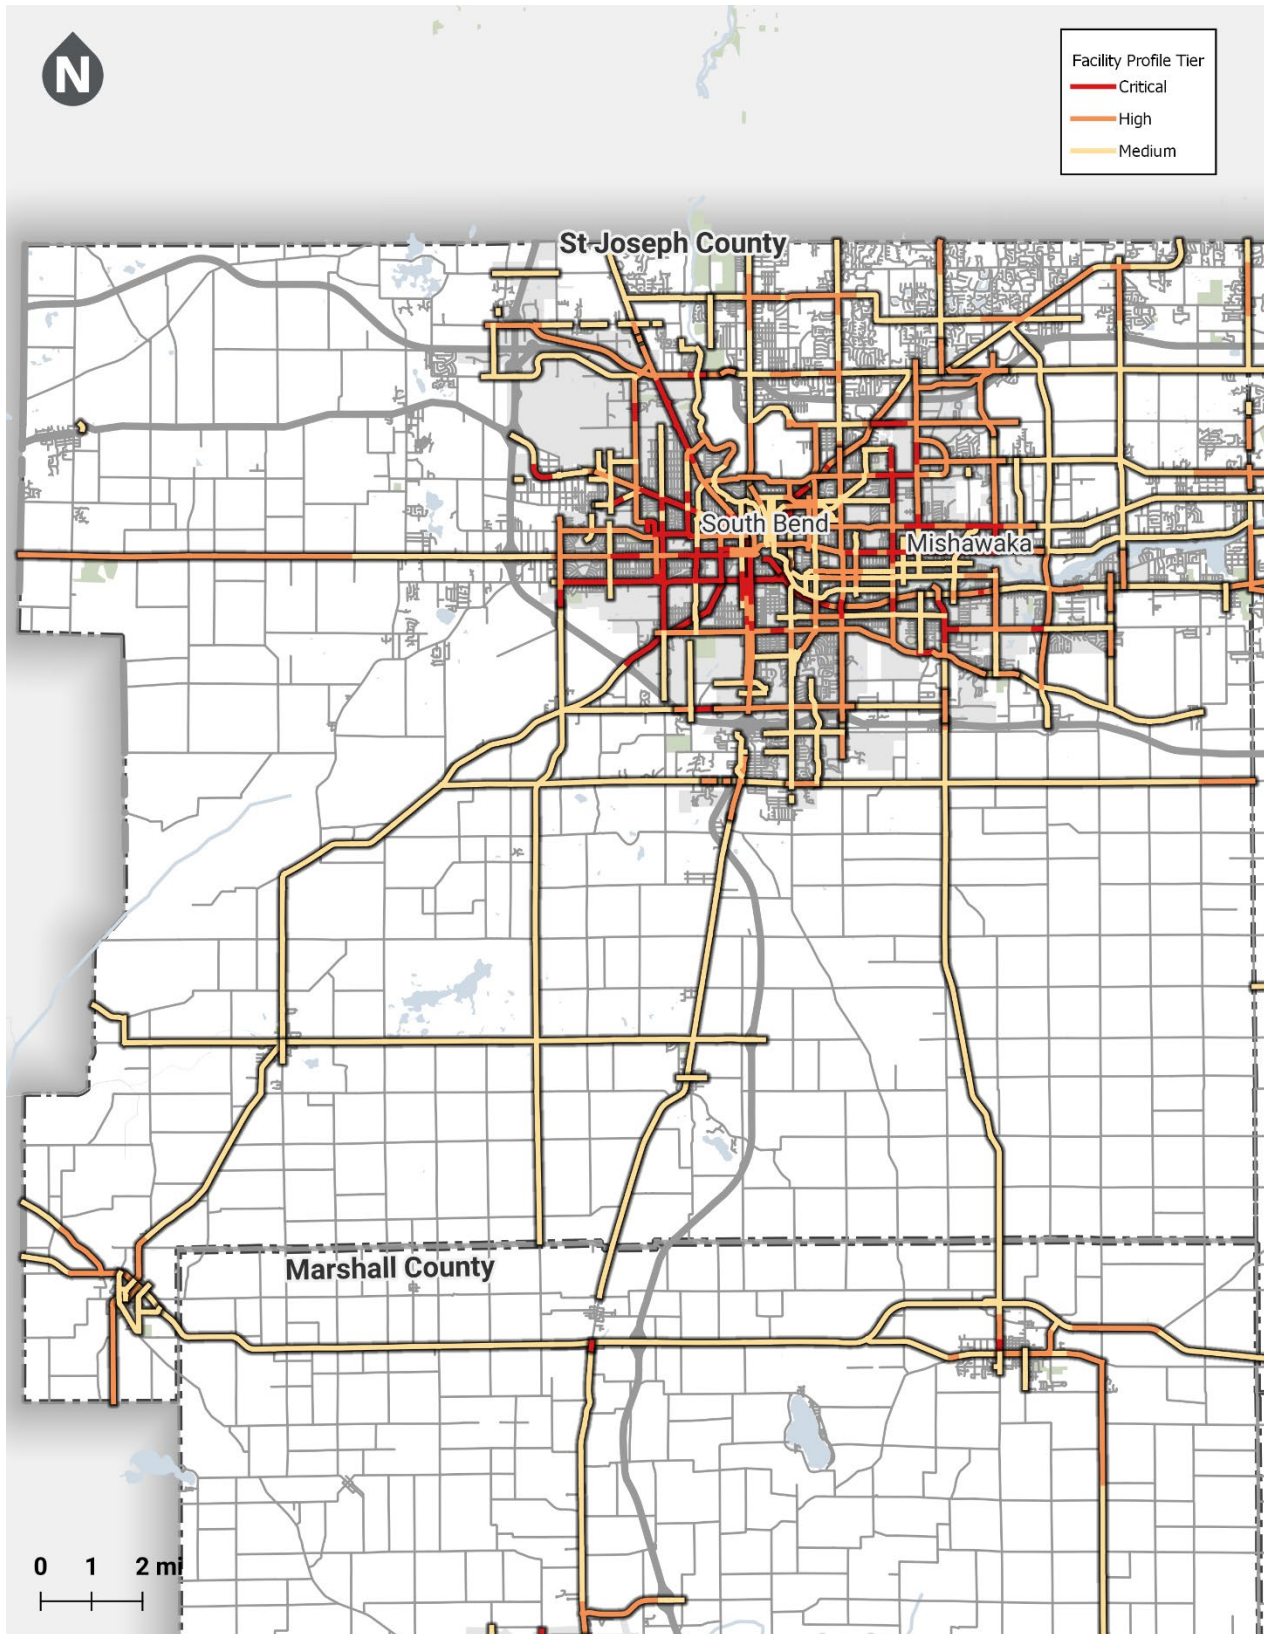 N
Facility Profile Tier
Critical
High
Medium
St Joseph County
South Bend
Mishawaka
Marshall County
0 1 2 mi